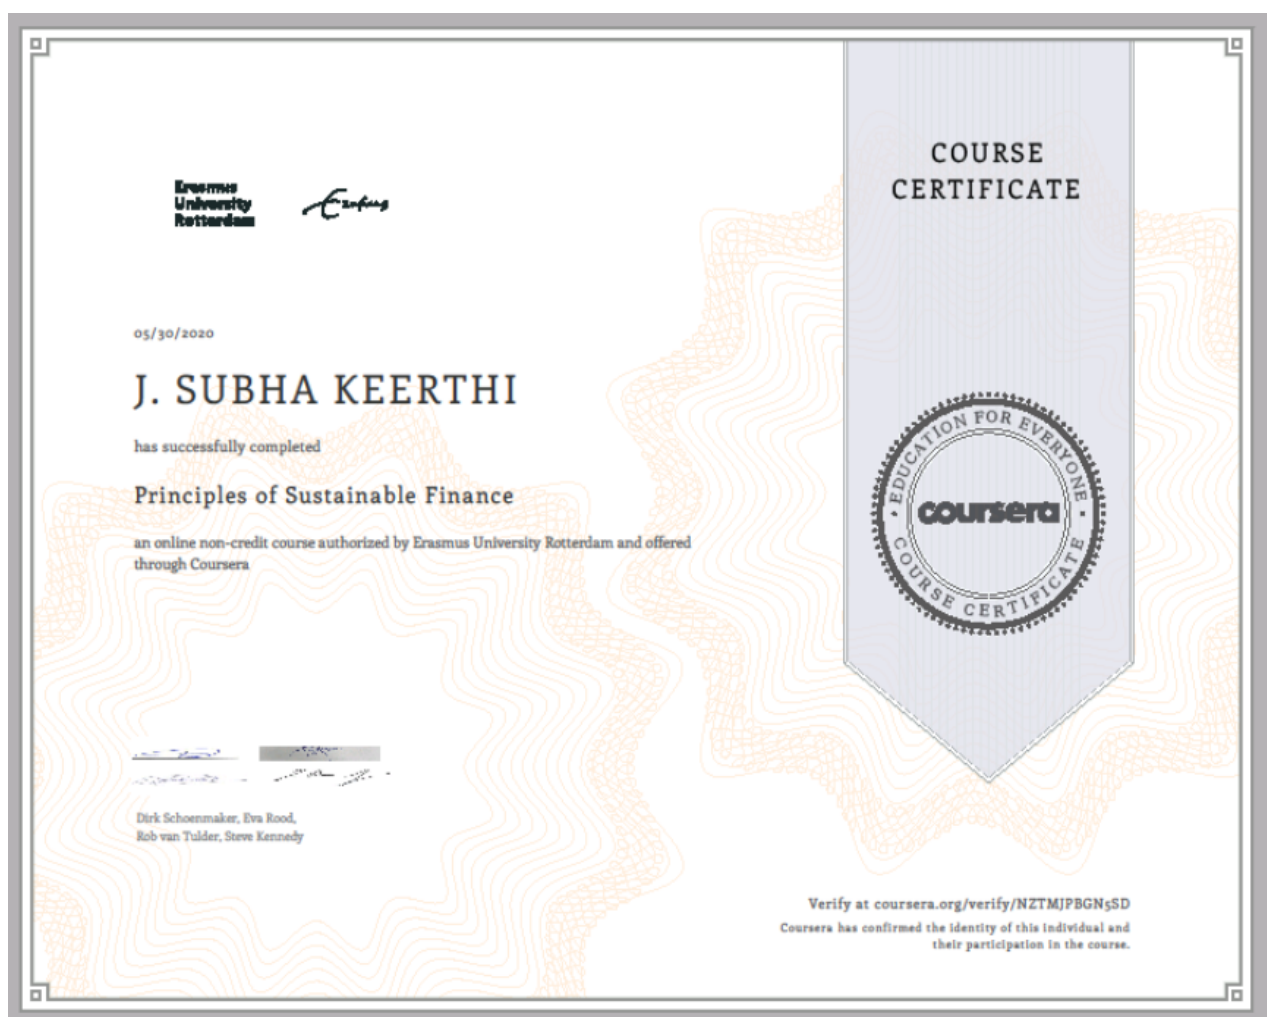 Erasmus
University
Rotterdam
Erasmus
05/30/2020
J. SUBHA KEERTHI
has successfully completed
Principles of Sustainable Finance
an online non-credit course authorized by Erasmus University Rotterdam and offered
through Coursera
Dirk Schoenmaker, Eva Rood,
Rob van Tulder, Steve Kennedy
COURSE
CERTIFICATE
EDUCATION FOR EVERYONE
coursera
COURSE CERTIFICATE
Verify at coursera.org/verify/NZTMJPBGN5SD
Coursera has confirmed the identity of this individual and
their participation in the course.